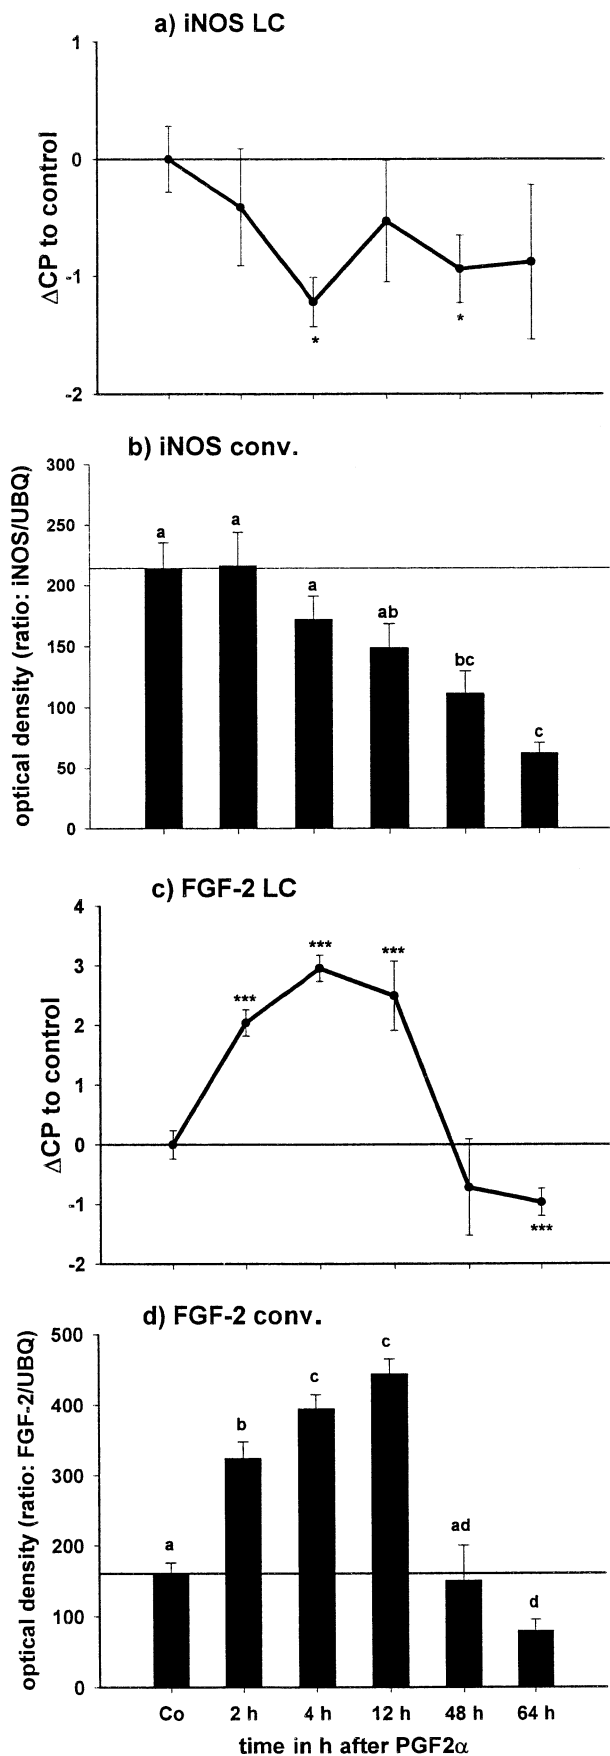 a) iNOS LC
ΔCP to control
1
0
-1
-2
*
*
b) iNOS conv.
optical density (ratio: iNOS/UBQ)
300
250
200
150
100
50
0
a
a
a
ab
bc
c
c) FGF-2 LC
ΔCP to control
4
3
2
1
0
-1
-2
***
***
***
***
d) FGF-2 conv.
optical density (ratio: FGF-2/UBQ)
500
400
300
200
100
0
a
b
c
c
ad
d
Co 2 h 4 h 12 h 48 h 64 h
time in h after PGF2α